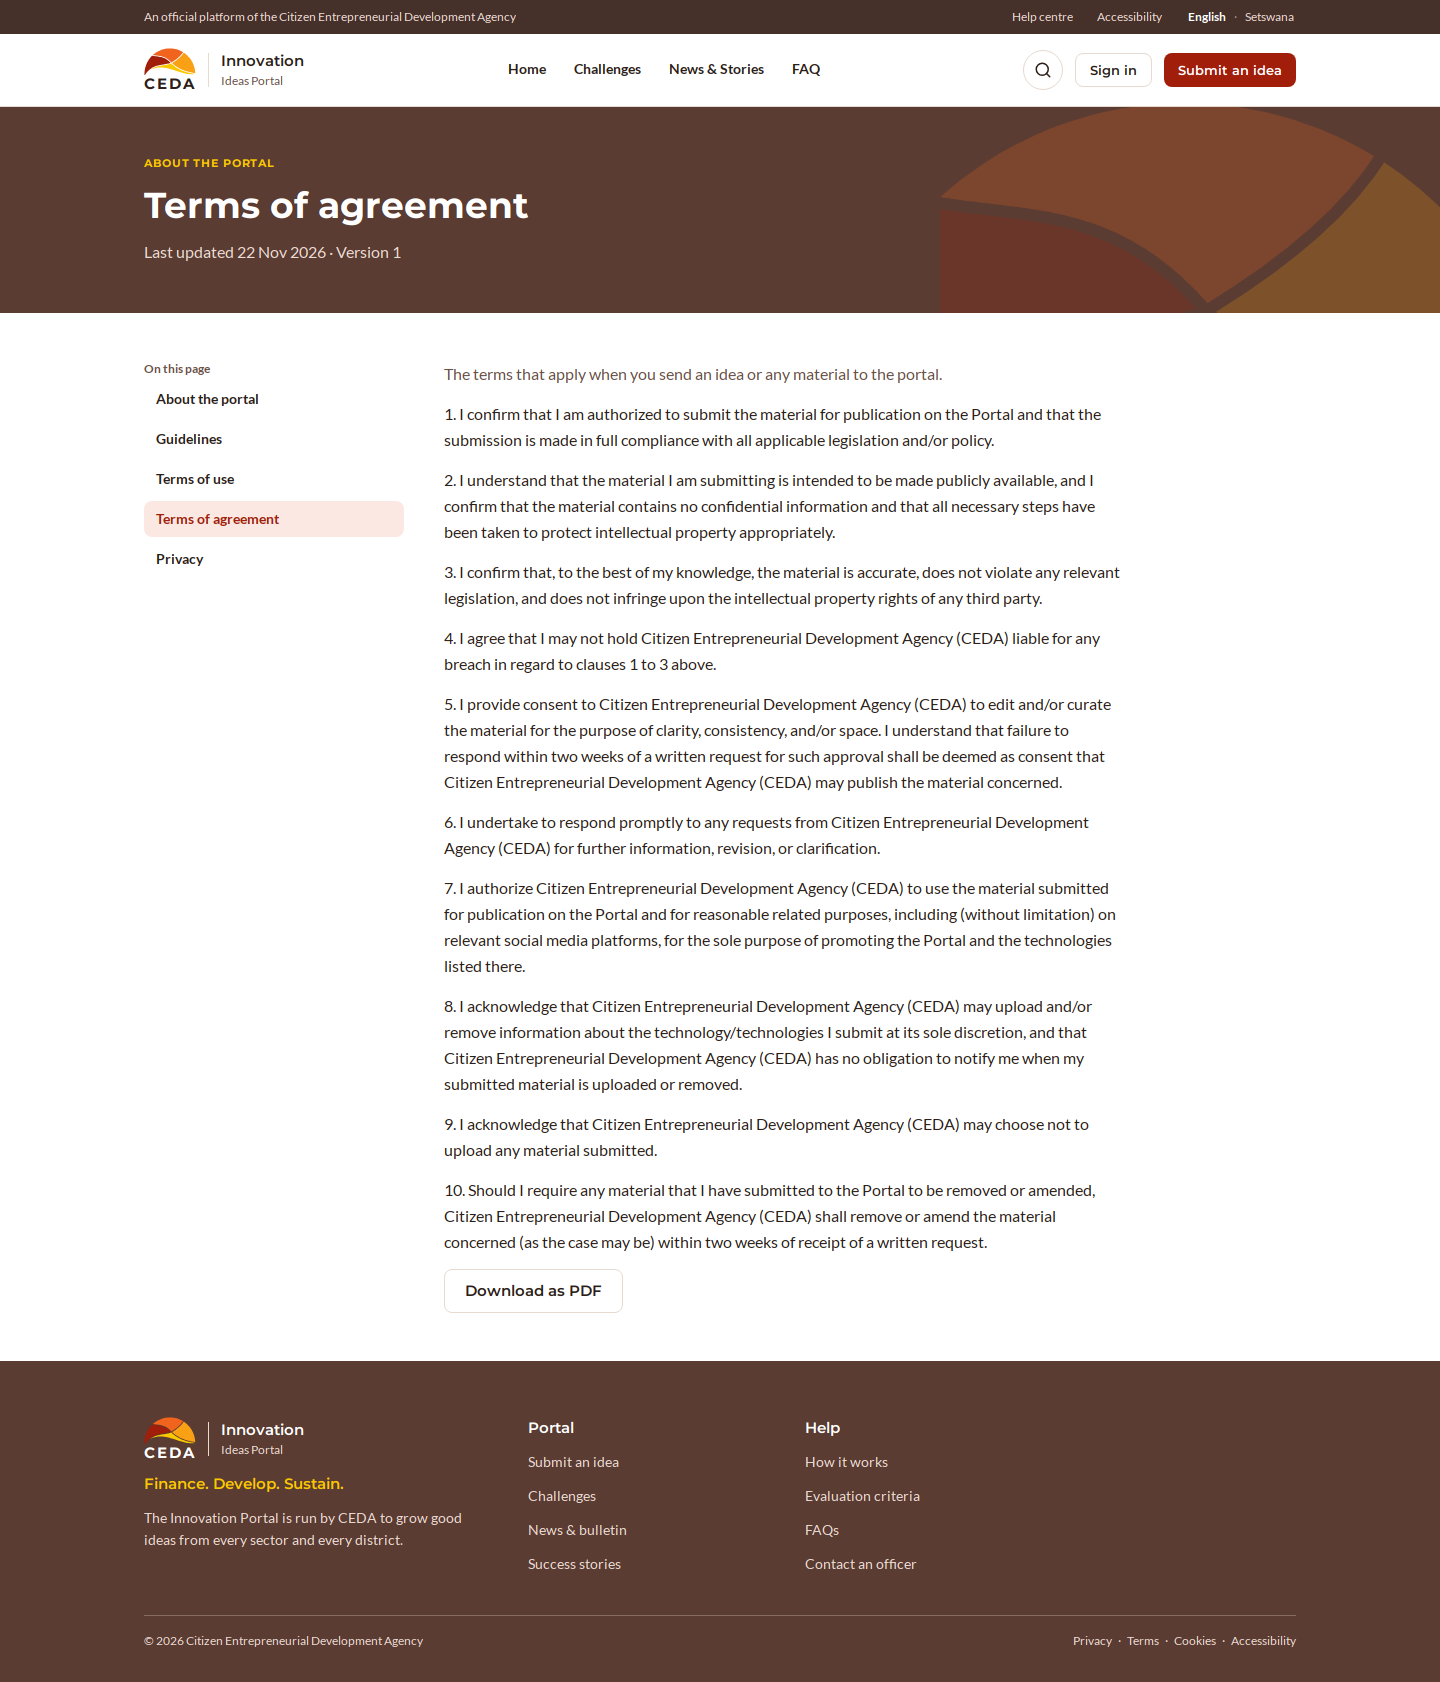 An official platform of the Citizen Entrepreneurial Development Agency
Help centre
Accessibility
English · Setswana
CEDA
Innovation
Ideas Portal
Home
Challenges
News & Stories
FAQ
Sign in
Submit an idea
ABOUT THE PORTAL
Terms of agreement
Last updated 22 Nov 2026 · Version 1
On this page
About the portal
Guidelines
Terms of use
Terms of agreement
Privacy
The terms that apply when you send an idea or any material to the portal.
1. I confirm that I am authorized to submit the material for publication on the Portal and that the
submission is made in full compliance with all applicable legislation and/or policy.
2. I understand that the material I am submitting is intended to be made publicly available, and I
confirm that the material contains no confidential information and that all necessary steps have
been taken to protect intellectual property appropriately.
3. I confirm that, to the best of my knowledge, the material is accurate, does not violate any relevant
legislation, and does not infringe upon the intellectual property rights of any third party.
4. I agree that I may not hold Citizen Entrepreneurial Development Agency (CEDA) liable for any
breach in regard to clauses 1 to 3 above.
5. I provide consent to Citizen Entrepreneurial Development Agency (CEDA) to edit and/or curate
the material for the purpose of clarity, consistency, and/or space. I understand that failure to
respond within two weeks of a written request for such approval shall be deemed as consent that
Citizen Entrepreneurial Development Agency (CEDA) may publish the material concerned.
6. I undertake to respond promptly to any requests from Citizen Entrepreneurial Development
Agency (CEDA) for further information, revision, or clarification.
7. I authorize Citizen Entrepreneurial Development Agency (CEDA) to use the material submitted
for publication on the Portal and for reasonable related purposes, including (without limitation) on
relevant social media platforms, for the sole purpose of promoting the Portal and the technologies
listed there.
8. I acknowledge that Citizen Entrepreneurial Development Agency (CEDA) may upload and/or
remove information about the technology/technologies I submit at its sole discretion, and that
Citizen Entrepreneurial Development Agency (CEDA) has no obligation to notify me when my
submitted material is uploaded or removed.
9. I acknowledge that Citizen Entrepreneurial Development Agency (CEDA) may choose not to
upload any material submitted.
10. Should I require any material that I have submitted to the Portal to be removed or amended,
Citizen Entrepreneurial Development Agency (CEDA) shall remove or amend the material
concerned (as the case may be) within two weeks of receipt of a written request.
Download as PDF
CEDA
Innovation
Ideas Portal
Finance. Develop. Sustain.
The Innovation Portal is run by CEDA to grow good
ideas from every sector and every district.
Portal
Submit an idea
Challenges
News & bulletin
Success stories
Help
How it works
Evaluation criteria
FAQs
Contact an officer
© 2026 Citizen Entrepreneurial Development Agency
Privacy · Terms · Cookies · Accessibility